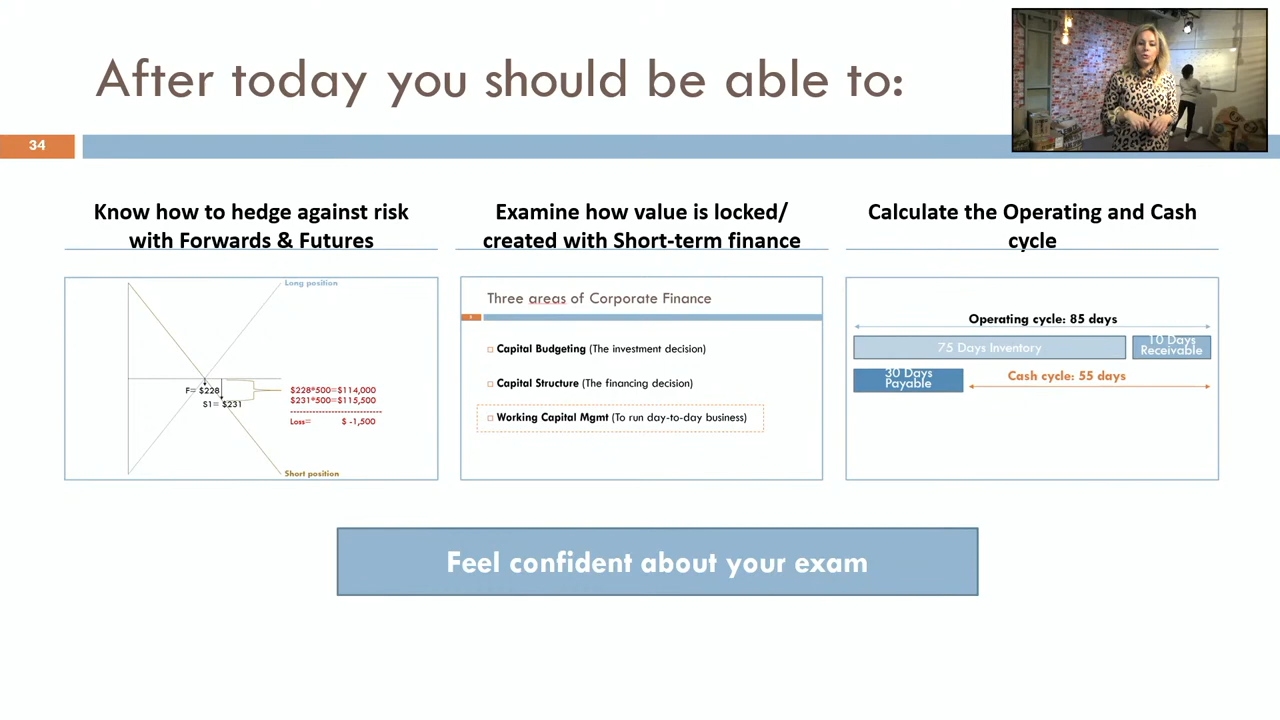 After today you should be able to:
34
Know how to hedge against risk
with Forwards & Futures
Long position
F= $228
S1= $231
$228*500=$114,000
$231*500=$115,500
Loss= $ -1,500
Short position
Examine how value is locked/
created with Short-term finance
Three areas of Corporate Finance
Capital Budgeting (The investment decision)
Capital Structure (The financing decision)
Working Capital Mgmt (To run day-to-day business)
Calculate the Operating and Cash
cycle
Operating cycle: 85 days
75 Days Inventory
10 Days
Receivable
30 Days
Payable
Cash cycle: 55 days
Feel confident about your exam